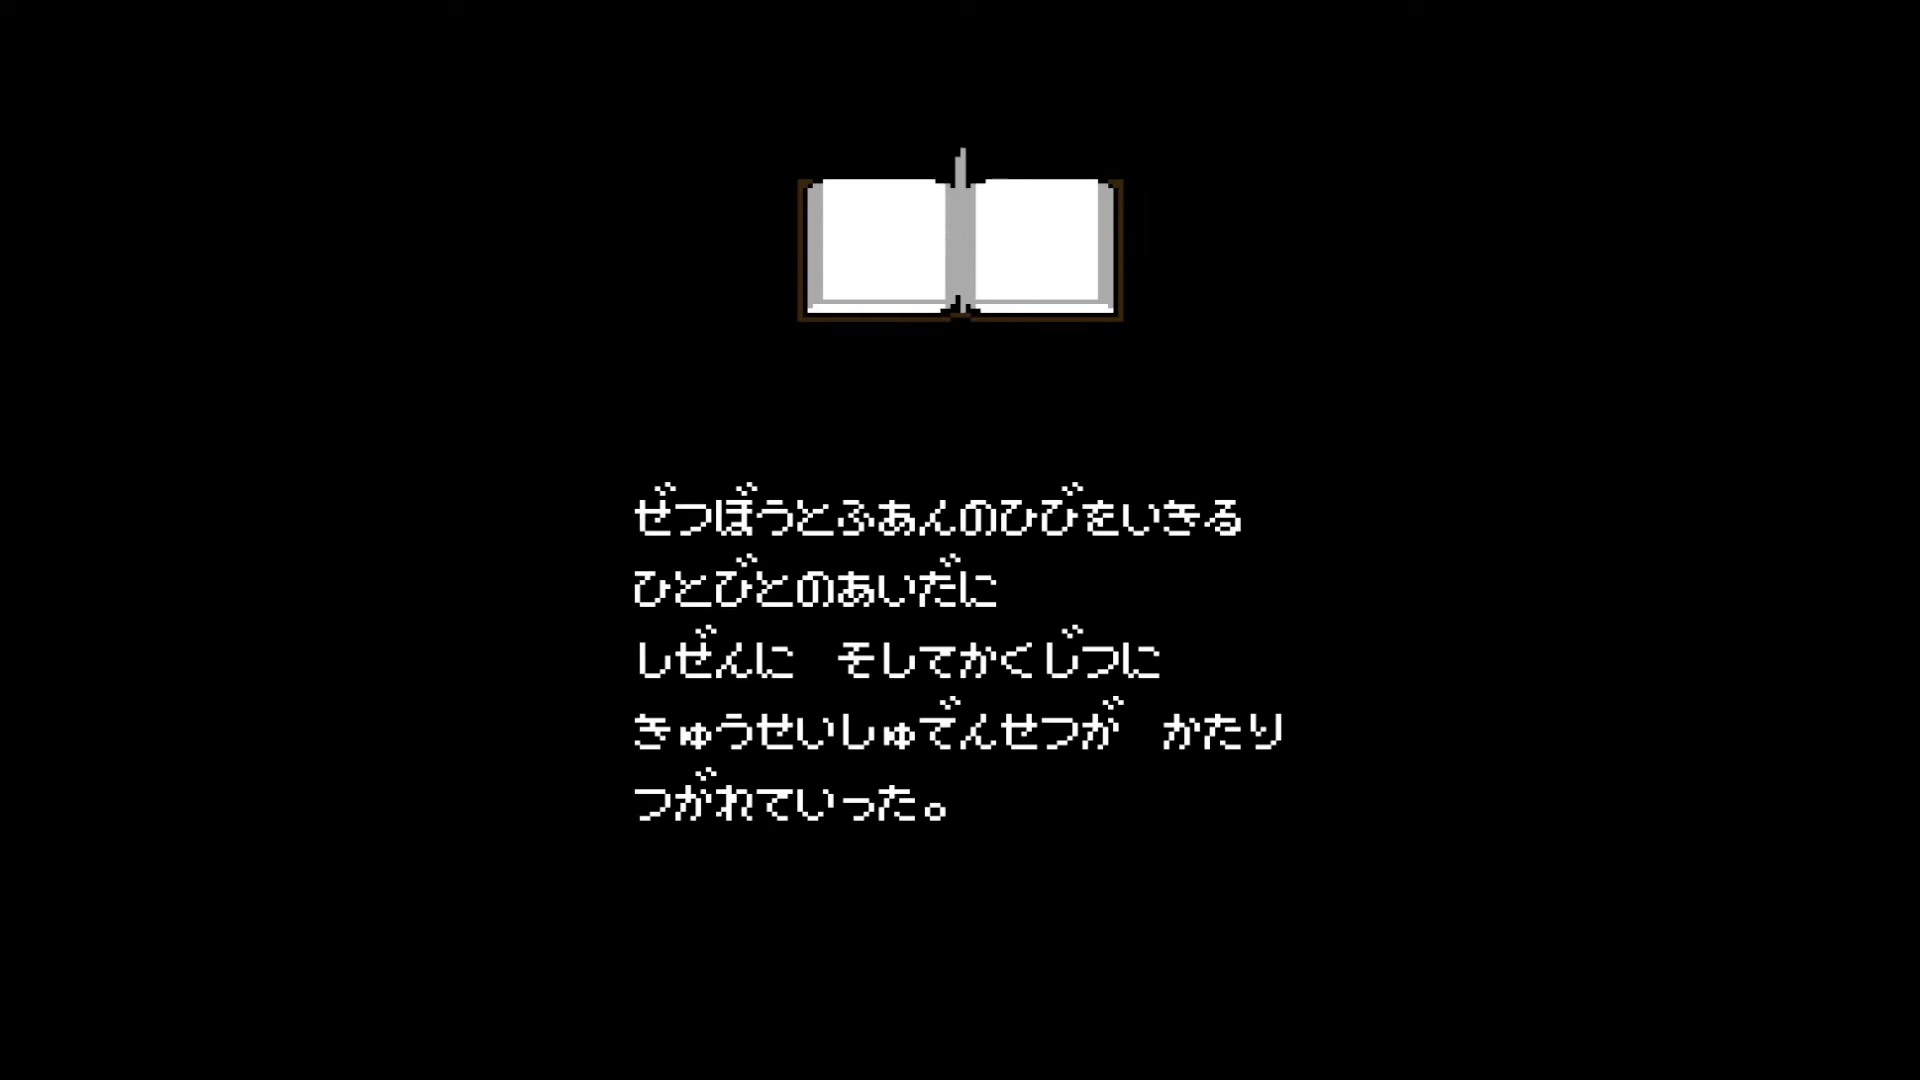 ぜつぼうとふあんのひびをいきる
ひとびとのあいだに
しぜんに　そしてかくじつに
きゅうせいしゅでんせつが　かたり
つがれていった。